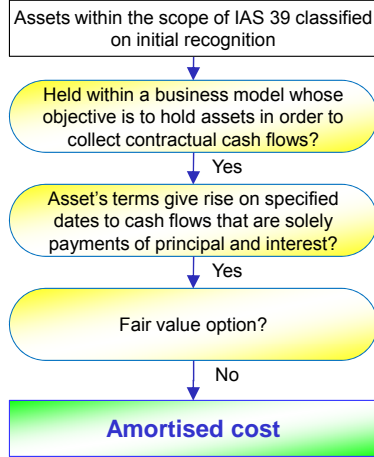 Assets within the scope of IAS 39 classified
on initial recognition
Held within a business model whose
objective is to hold assets in order to
collect contractual cash flows?
Yes
Asset's terms give rise on specified
dates to cash flows that are solely
payments of principal and interest?
Yes
Fair value option?
No
Amortised cost